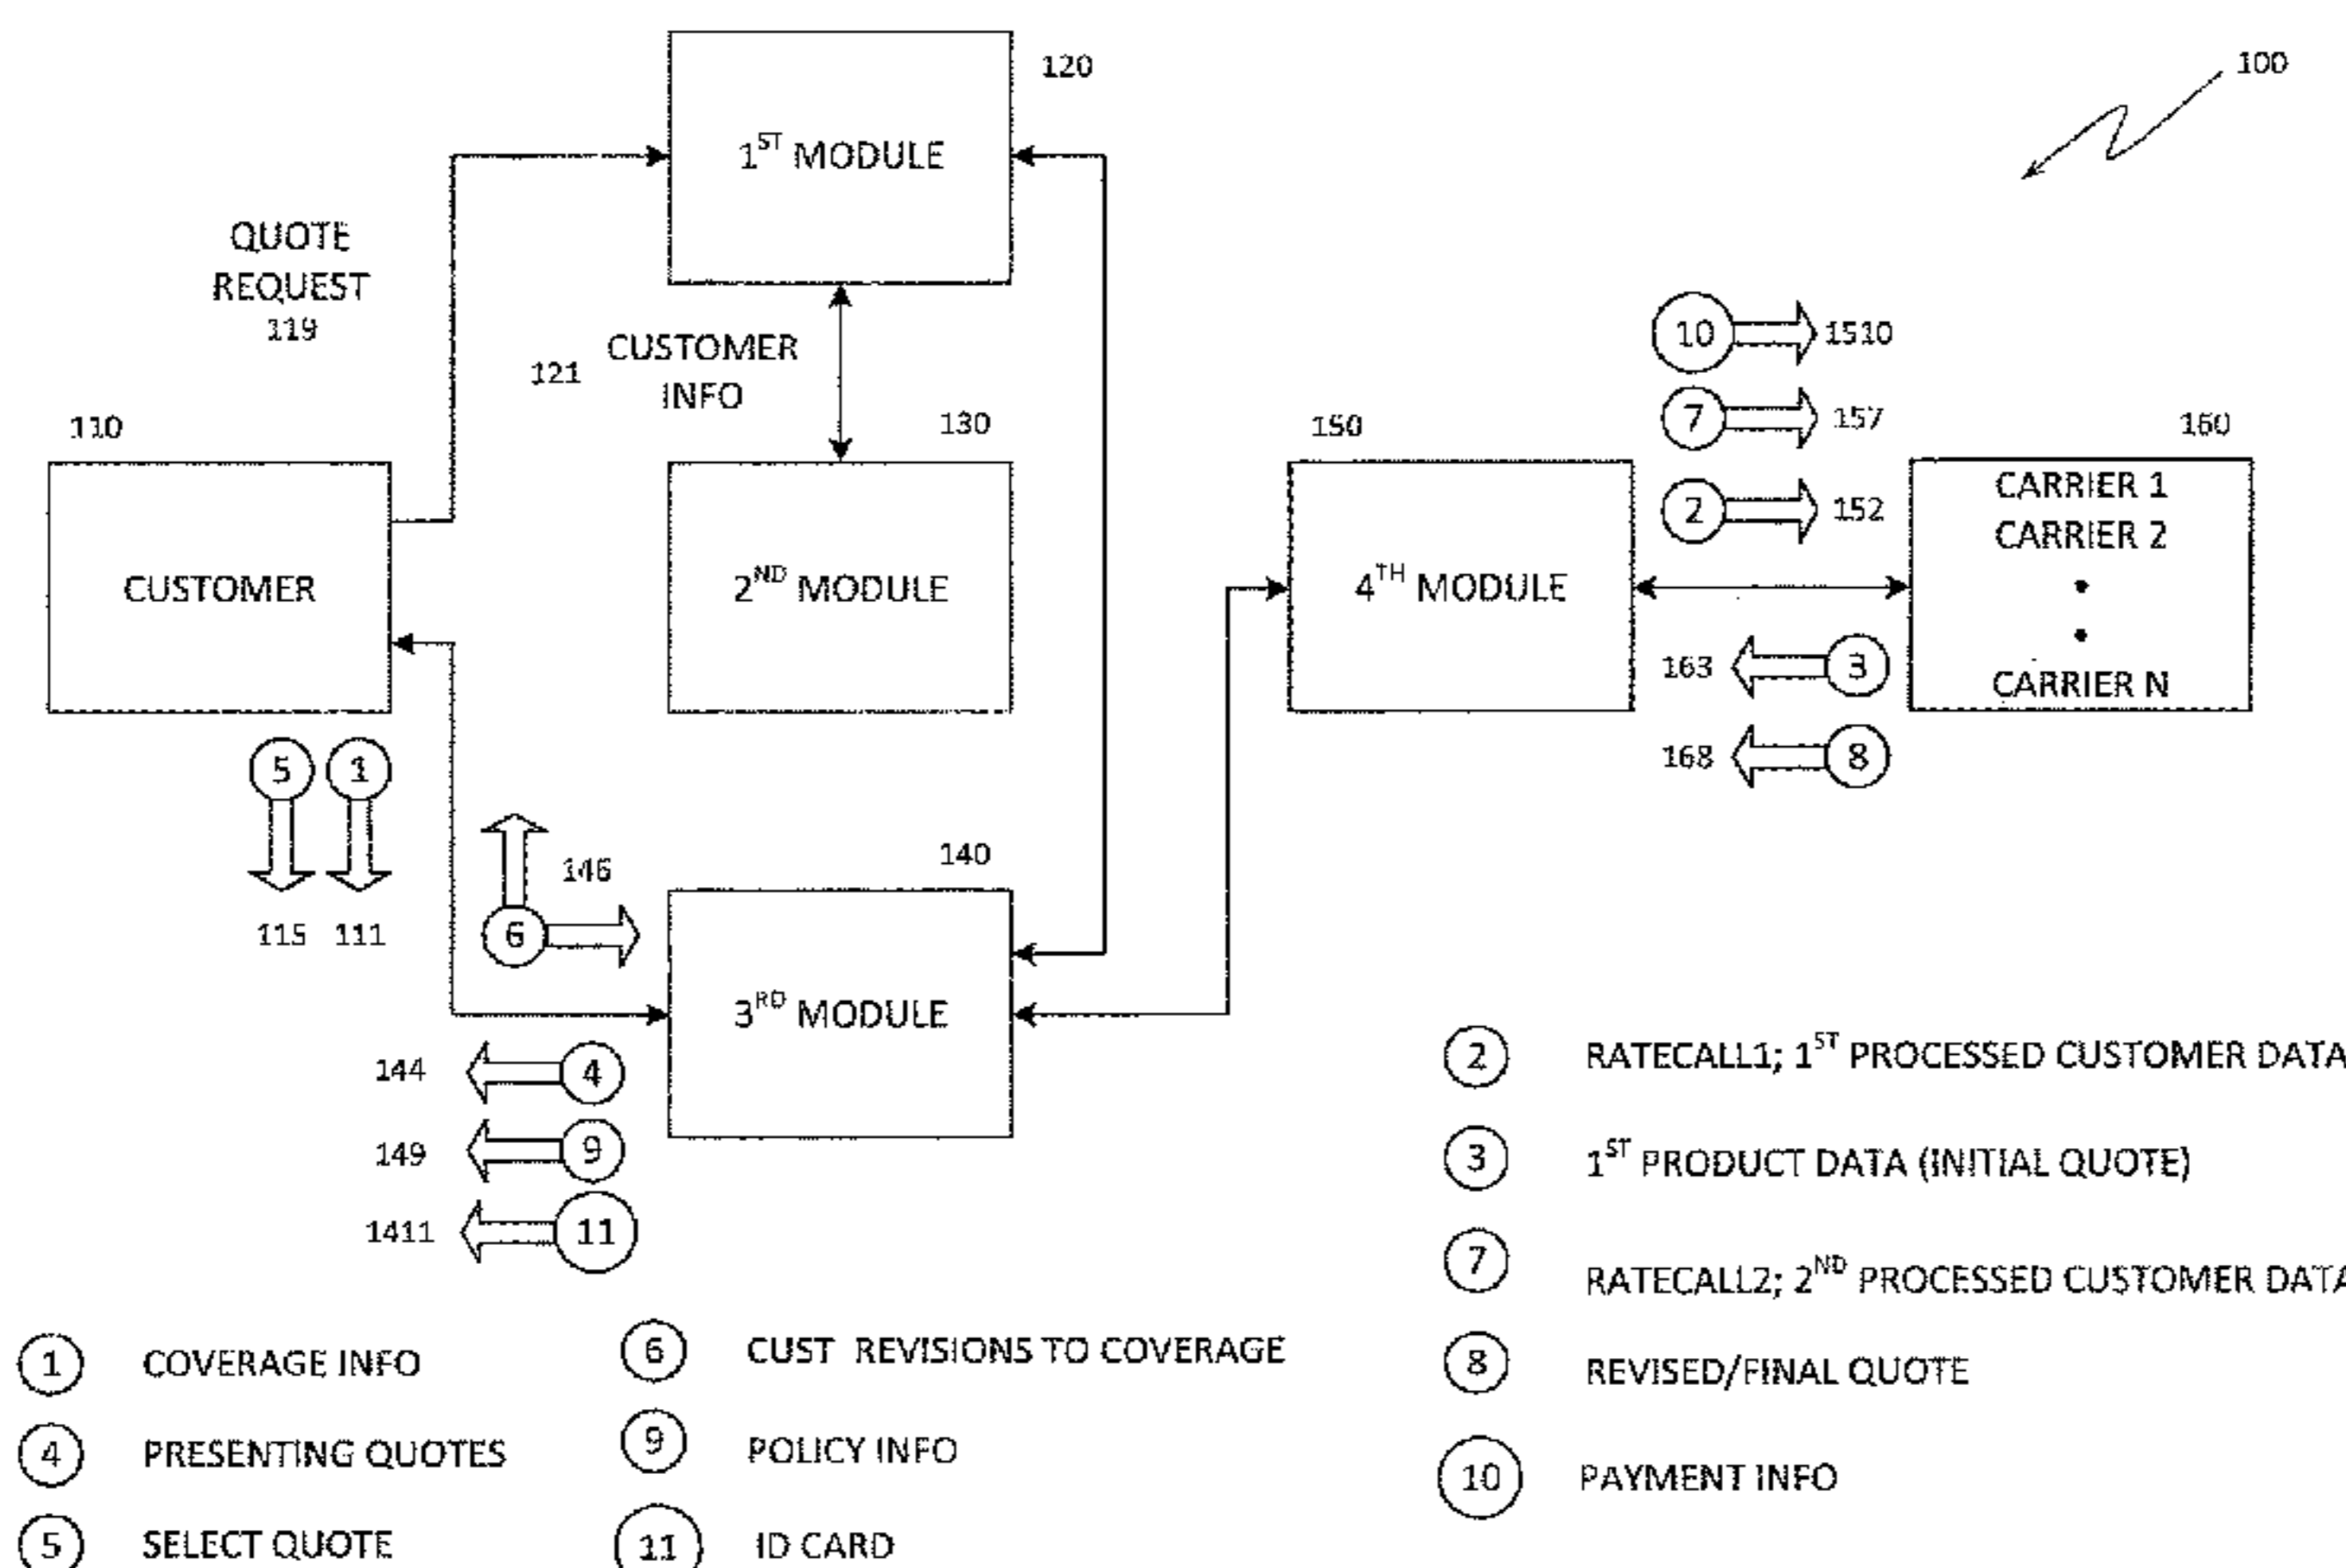 120
100
1ST MODULE
QUOTE
REQUEST
119
CUSTOMER
INFO
121
10
1510
7
157
110
130
150
160
2
152
CUSTOMER
2ND MODULE
4TH MODULE
CARRIER 1
CARRIER 2
CARRIER N
163
3
168
8
5
1
115
111
146
6
140
3RD MODULE
144
4
149
9
1411
11
2 RATECALL1; 1ST PROCESSED CUSTOMER DATA
3 1ST PRODUCT DATA (INITIAL QUOTE)
7 RATECALL2; 2ND PROCESSED CUSTOMER DATA
8 REVISED/FINAL QUOTE
10 PAYMENT INFO
1 COVERAGE INFO
4 PRESENTING QUOTES
5 SELECT QUOTE
6 CUST REVISIONS TO COVERAGE
9 POLICY INFO
11 ID CARD